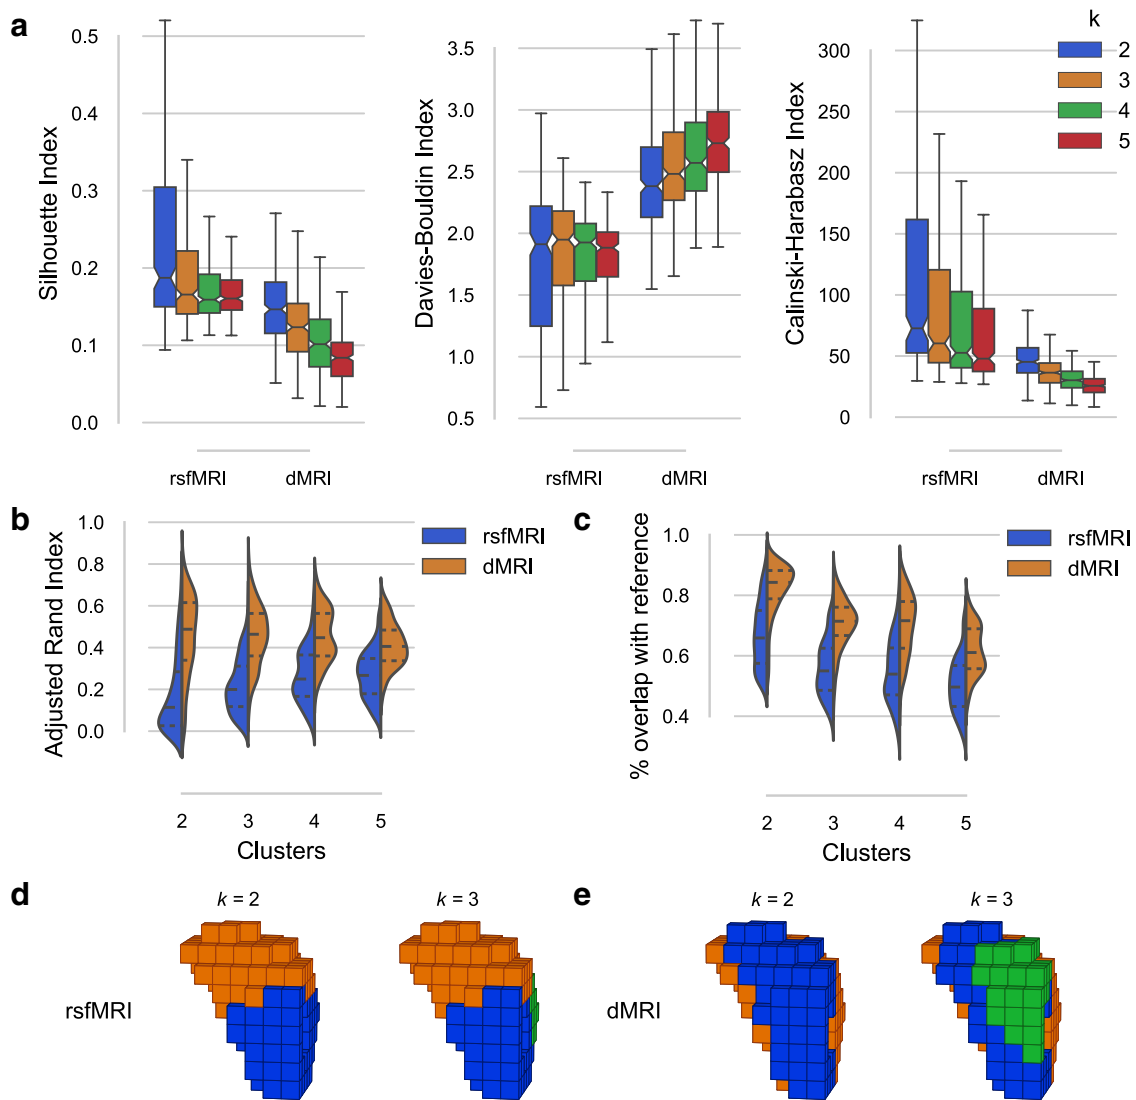 a
Silhouette Index
0.5
0.4
0.3
0.2
0.1
0.0
rsfMRI
dMRI
Davies-Bouldin Index
3.5
3.0
2.5
2.0
1.5
1.0
0.5
rsfMRI
dMRI
Calinski-Harabasz Index
300
250
200
150
100
50
0
rsfMRI
dMRI
k
2
3
4
5
b
Adjusted Rand Index
1.0
0.8
0.6
0.4
0.2
0.0
2 3 4 5
Clusters
rsfMRI
dMRI
c
% overlap with reference
1.0
0.8
0.6
0.4
2 3 4 5
Clusters
rsfMRI
dMRI
d
k = 2
k = 3
rsfMRI
e
k = 2
k = 3
dMRI